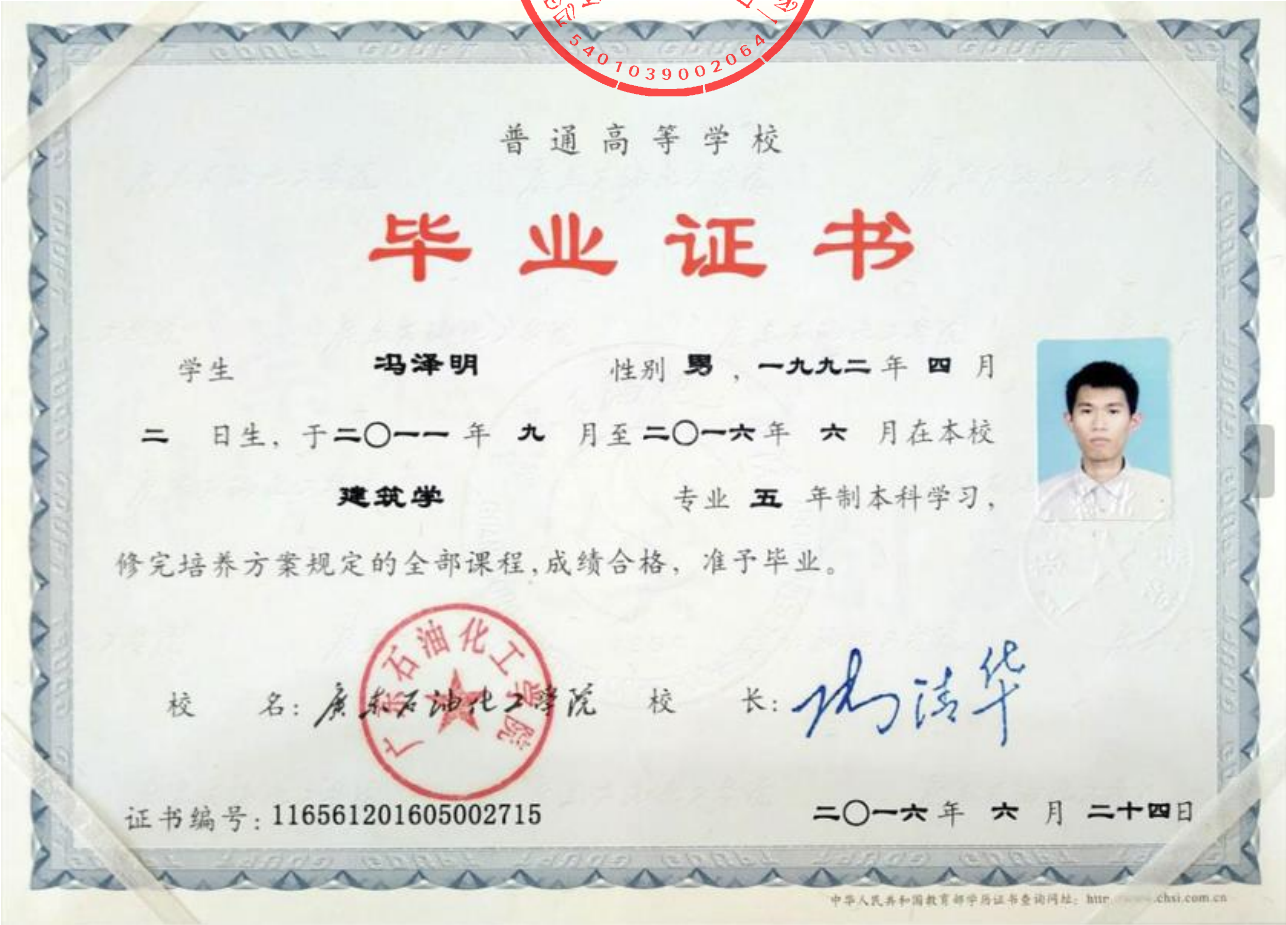 5401039002064
普通高等学校
毕业证书
学生 冯泽明 性别 男，一九九二年 四 月
二 日生，于二〇一一年 九 月至二〇一六年 六 月在本校
建筑学 专业 五 年制本科学习，
修完培养方案规定的全部课程，成绩合格，准予毕业。
广东石油化工学院
校 名：廣东石油化工学院 校 长：
证书编号：116561201605002715 二〇一六年 六 月 二十四日
中华人民共和国教育部学历证书查询网址：http://www.chsi.com.cn